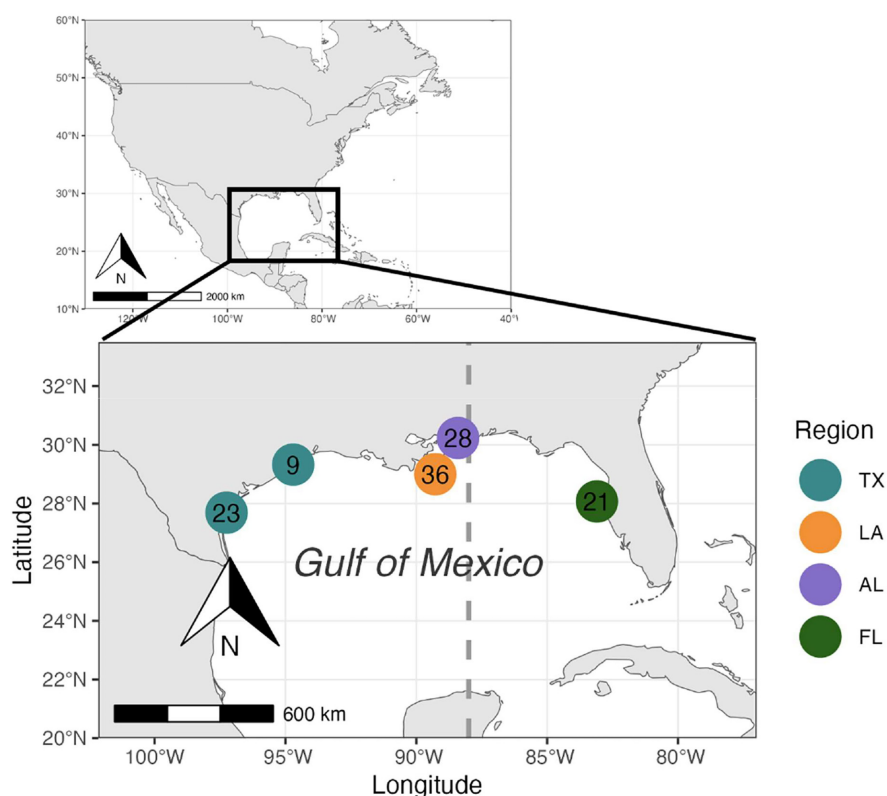 60°N
50°N
40°N
30°N
20°N
10°N
N
2000 km
120°W
100°W
80°W
60°W
40°
32°N
30°N
28°N
26°N
24°N
22°N
20°N
28
9
36
23
21
Gulf of Mexico
N
600 km
100°W
95°W
90°W
85°W
80°W
Longitude
Latitude
Region
TX
LA
AL
FL